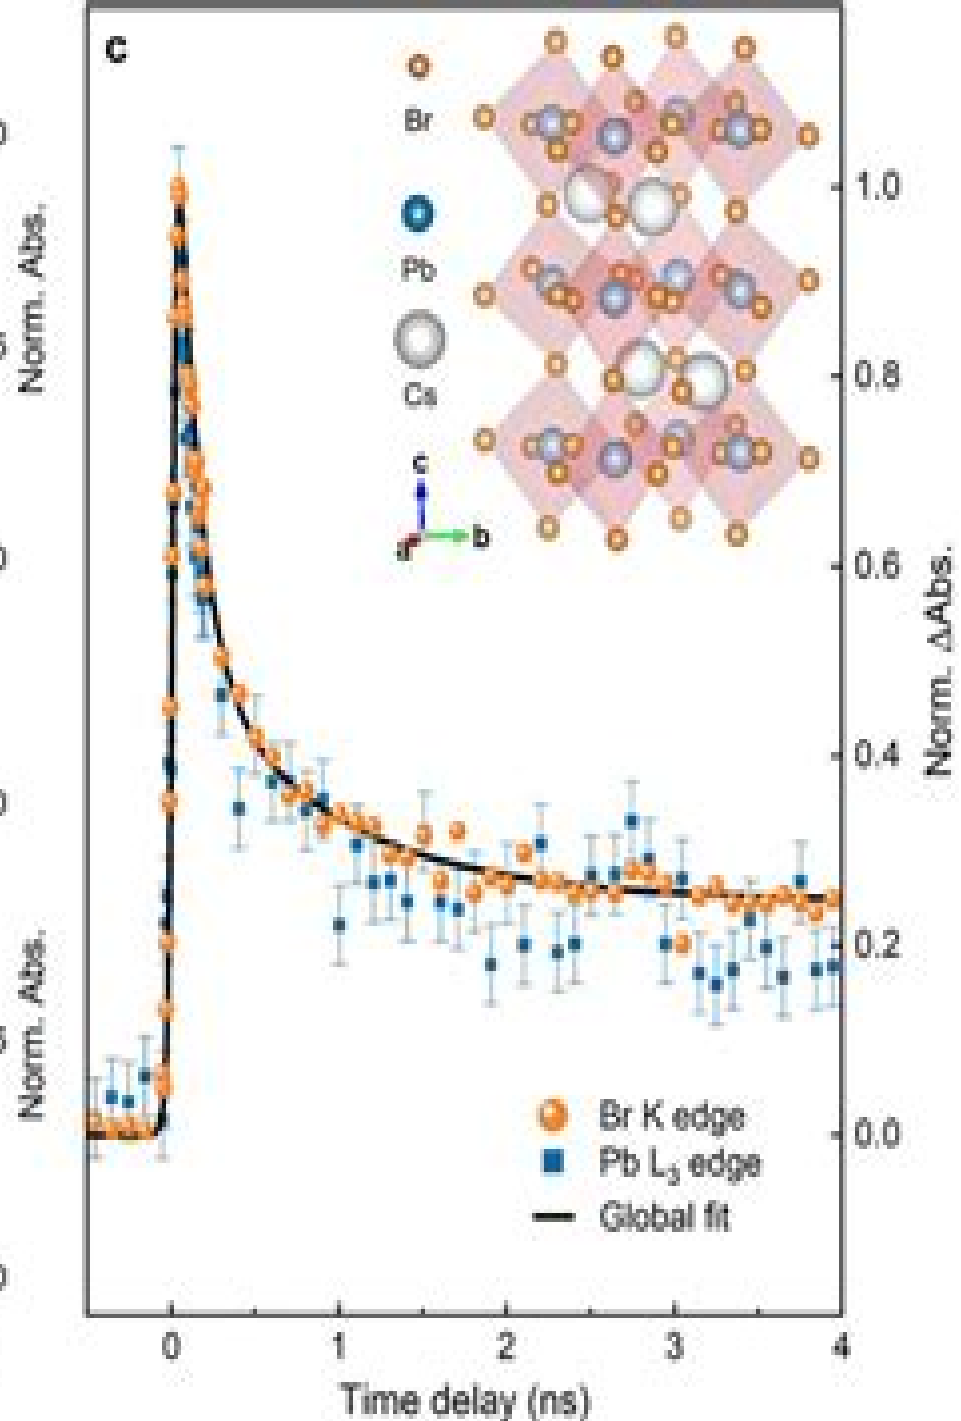 c
Br
Pb
Cs
c
b
a
Norm. Abs.
Norm. Abs.
1.0
0.8
0.6
0.4
0.2
0.0
Norm. ΔAbs.
Br K edge
Pb L₃ edge
Global fit
0 1 2 3 4
Time delay (ns)